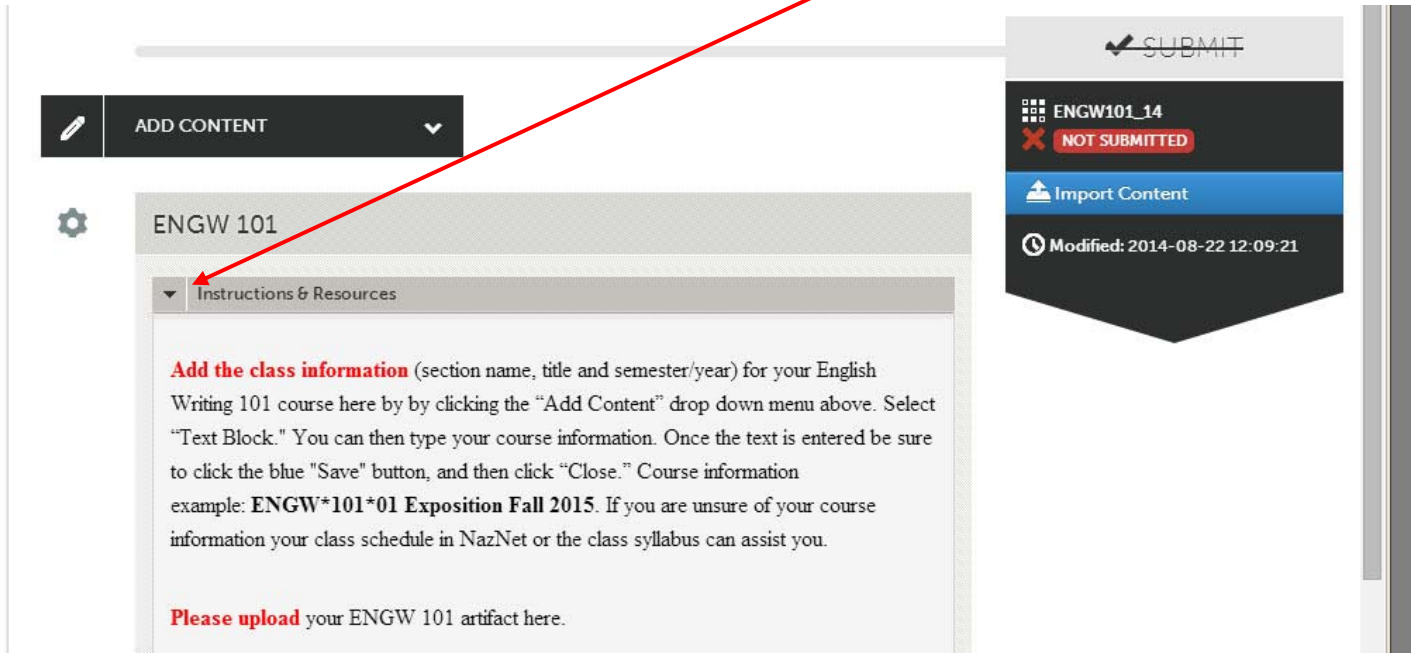 SUBMIT
ADD CONTENT
ENGW101_14
NOT SUBMITTED
Import Content
Modified: 2014-08-22 12:09:21
ENGW 101
Instructions & Resources
Add the class information (section name, title and semester/year) for your English
Writing 101 course here by by clicking the “Add Content” drop down menu above. Select
“Text Block." You can then type your course information. Once the text is entered be sure
to click the blue "Save" button, and then click “Close.” Course information
example: ENGW*101*01 Exposition Fall 2015. If you are unsure of your course
information your class schedule in NazNet or the class syllabus can assist you.
Please upload your ENGW 101 artifact here.